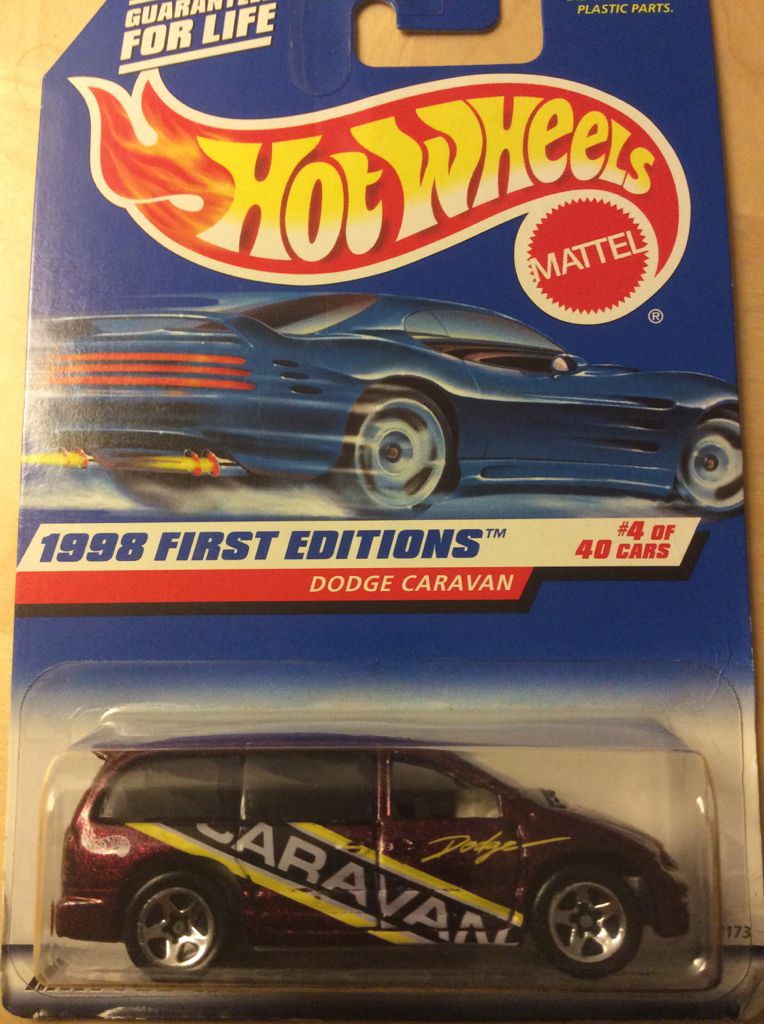 GUARANTEED
FOR LIFE
PLASTIC PARTS.
Hot Wheels
MATTEL
®
1998 FIRST EDITIONS™
#4 OF
40 CARS
DODGE CARAVAN
CARAVAN
Dodge
173